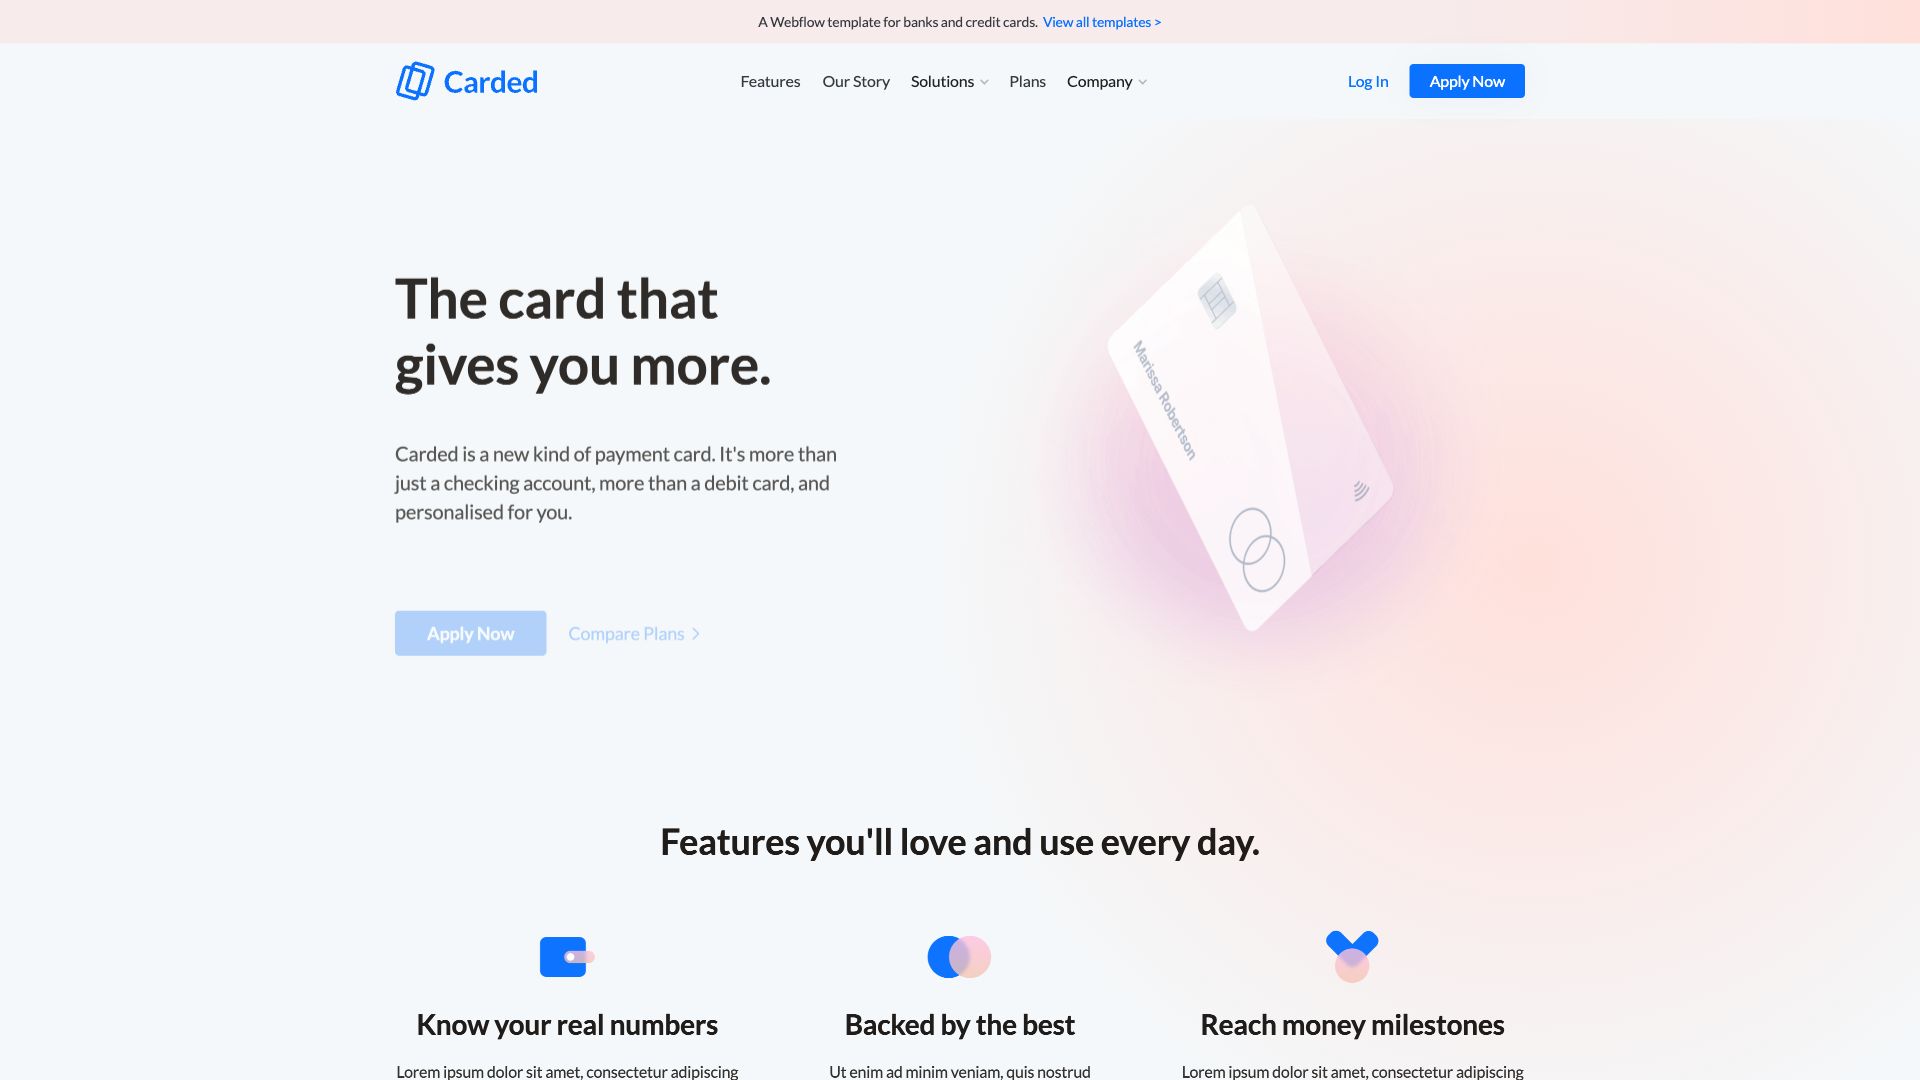 A Webflow template for banks and credit cards. View all templates >
Carded
Features Our Story Solutions Plans Company
Log In
Apply Now
The card that
gives you more.
Carded is a new kind of payment card. It's more than
just a checking account, more than a debit card, and
personalised for you.
Apply Now
Compare Plans
Marissa Robertson
Features you'll love and use every day.
Know your real numbers
Lorem ipsum dolor sit amet, consectetur adipiscing
Backed by the best
Ut enim ad minim veniam, quis nostrud
Reach money milestones
Lorem ipsum dolor sit amet, consectetur adipiscing